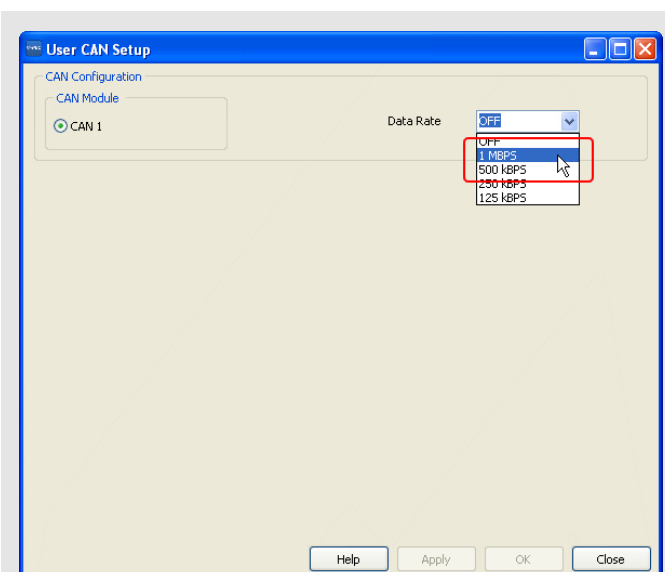 User CAN Setup
CAN Configuration
CAN Module
CAN 1
Data Rate
OFF
OFF
1 MBPS
500 kBPS
250 kBPS
125 kBPS
Help
Apply
OK
Close